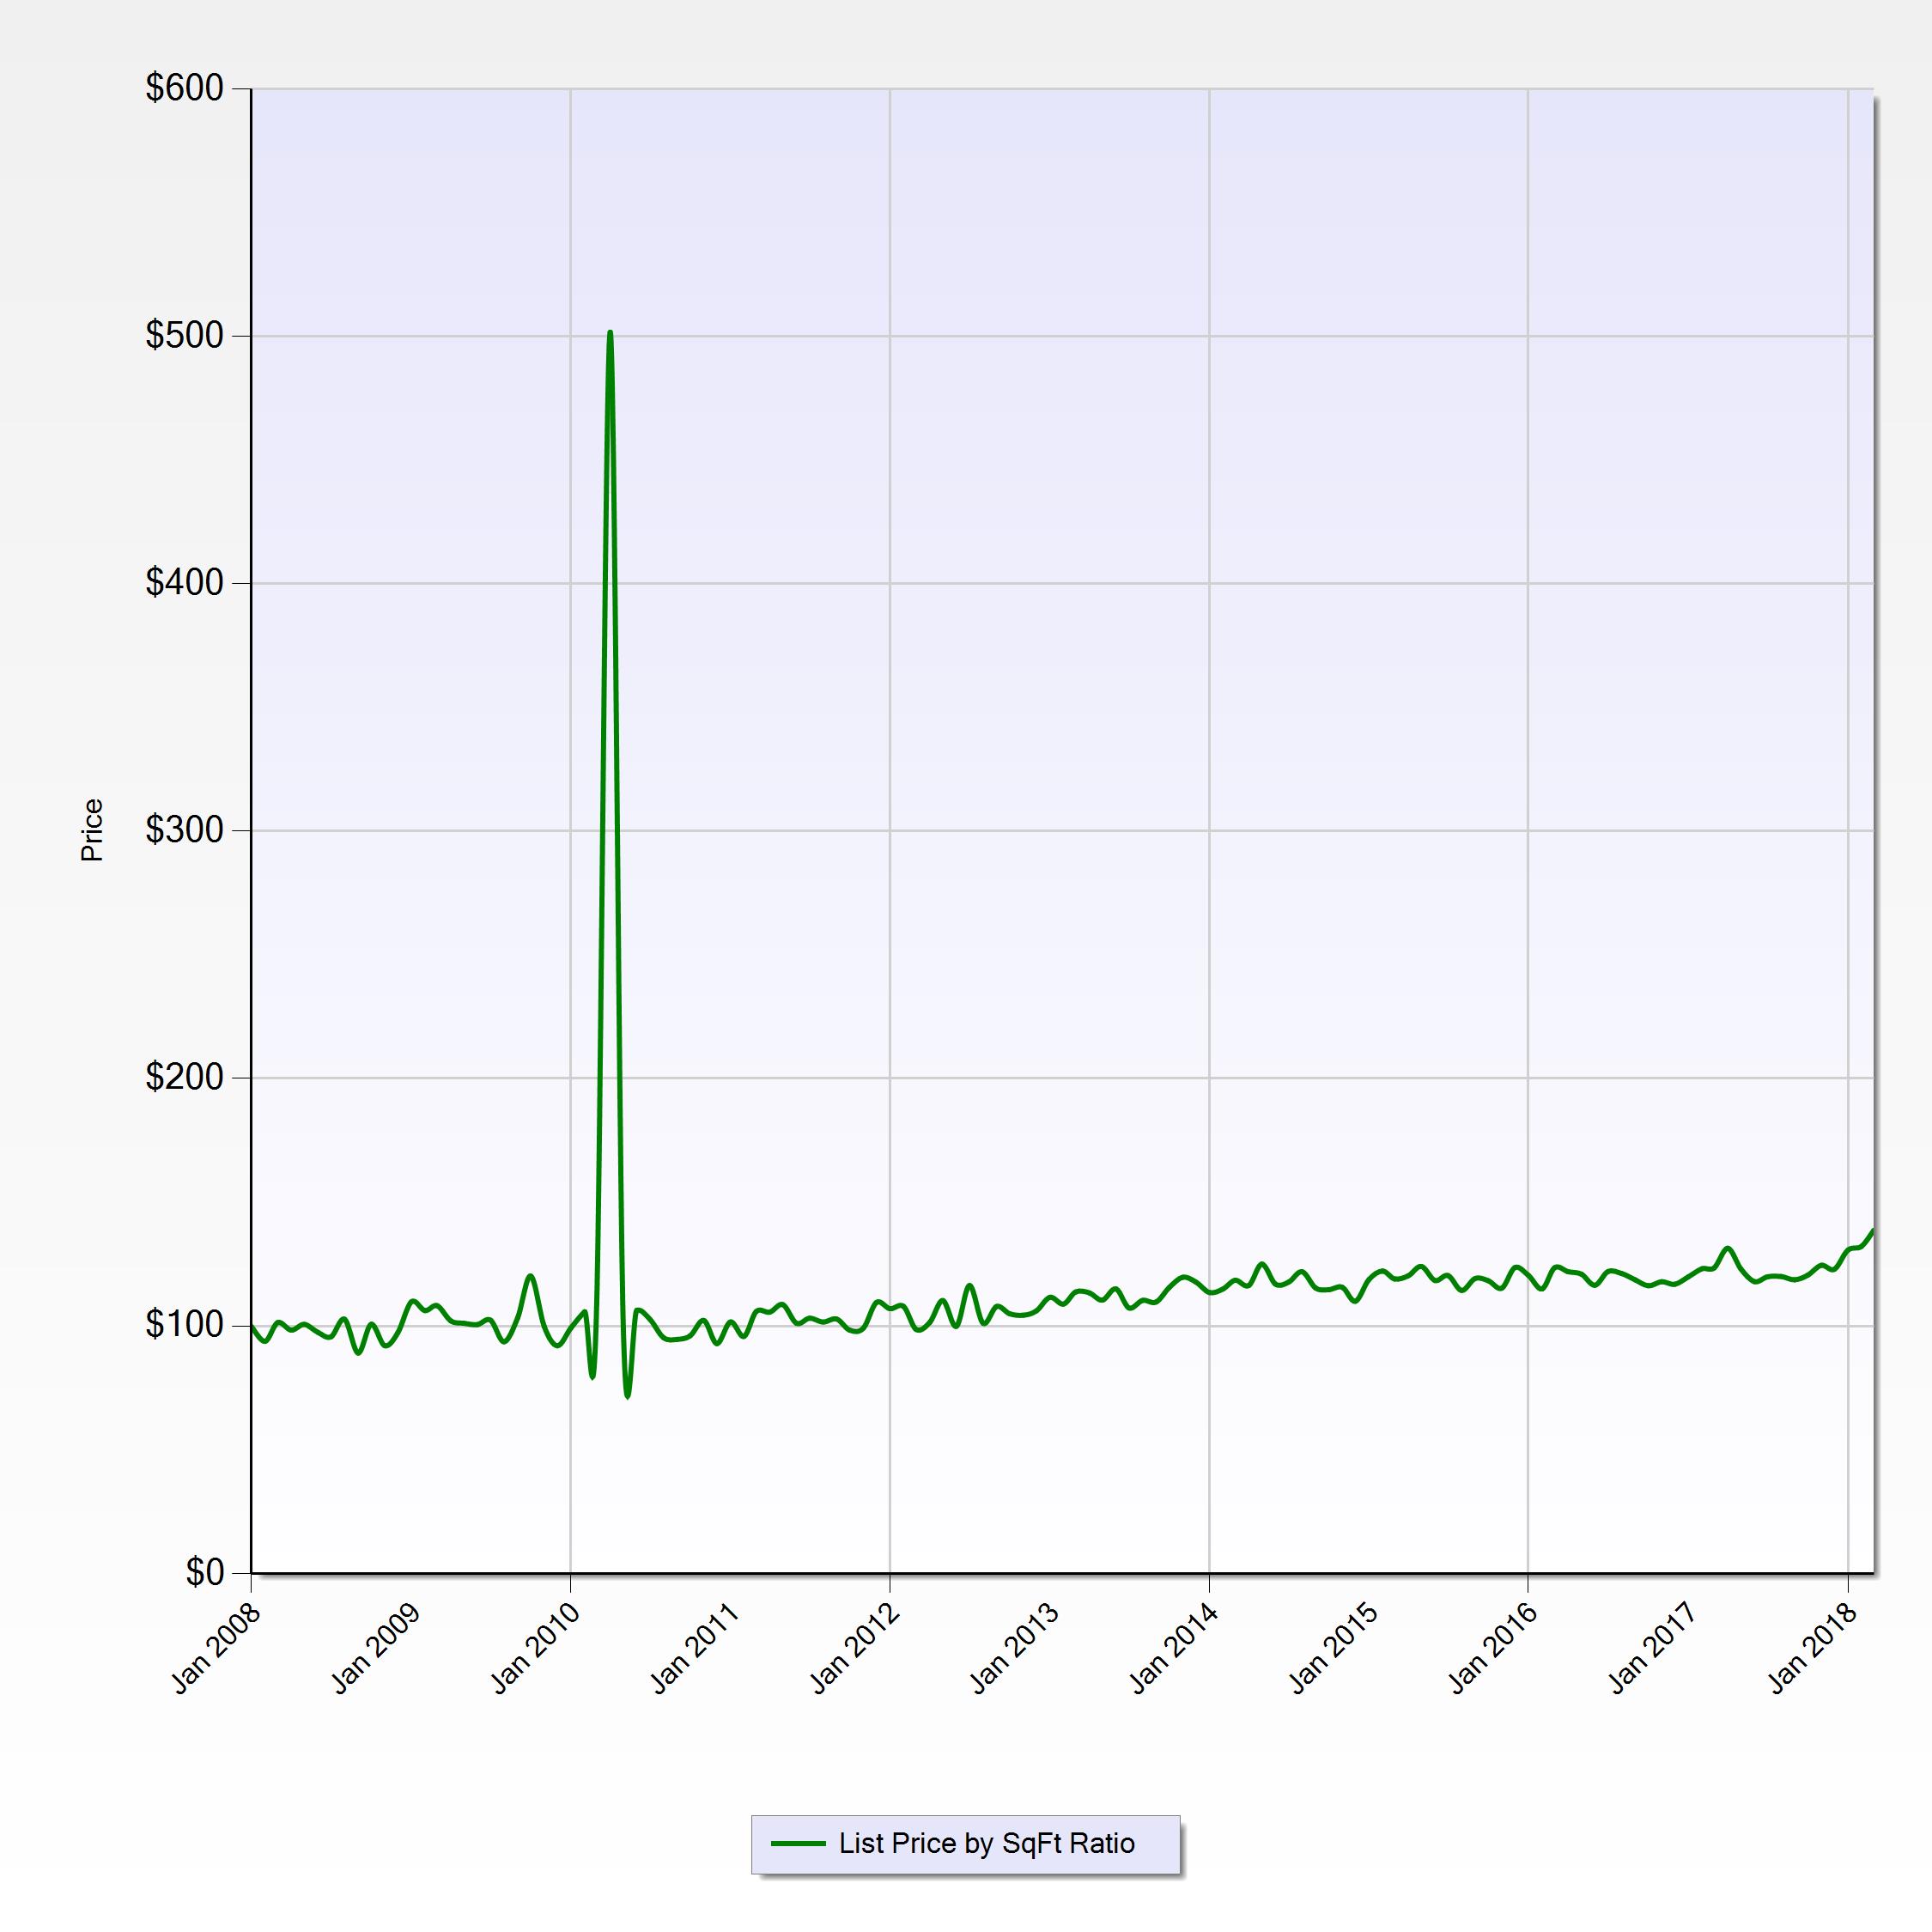 $600
$500
$400
$300
$200
$100
$0
Price
Jan 2008
Jan 2009
Jan 2010
Jan 2011
Jan 2012
Jan 2013
Jan 2014
Jan 2015
Jan 2016
Jan 2017
Jan 2018
List Price by SqFt Ratio